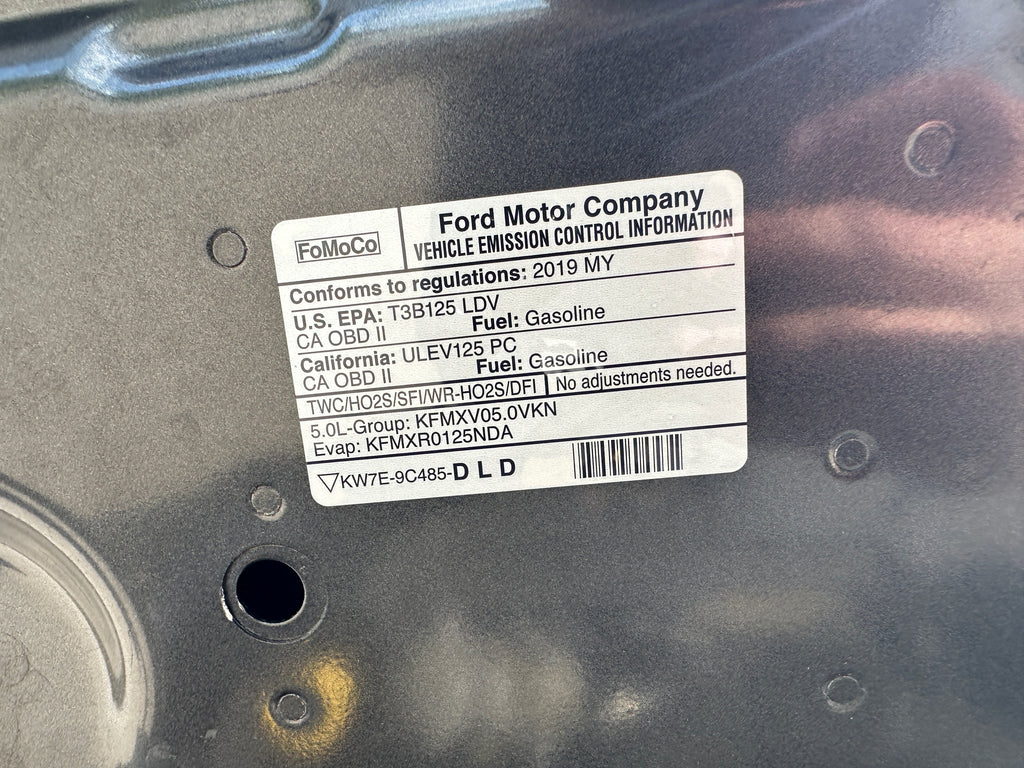 FoMoCo
Ford Motor Company
VEHICLE EMISSION CONTROL INFORMATION
Conforms to regulations: 2019 MY
U.S. EPA: T3B125 LDV
CA OBD II Fuel: Gasoline
California: ULEV125 PC
CA OBD II Fuel: Gasoline
TWC/HO2S/SFI/WR-HO2S/DFI No adjustments needed.
5.0L-Group: KFMXV05.0VKN
Evap: KFMXR0125NDA
KW7E-9C485-D L D